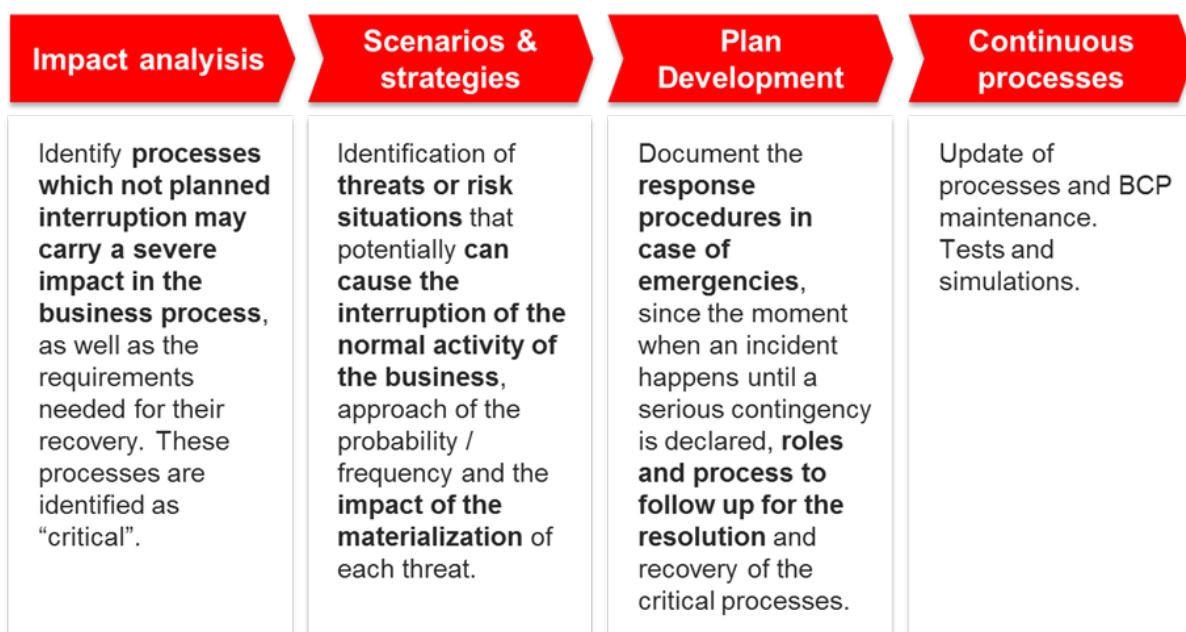 Impact analyisis
Identify processes
which not planned
interruption may
carry a severe
impact in the
business process,
as well as the
requirements
needed for their
recovery. These
processes are
identified as
“critical”.
Scenarios &
strategies
Identification of
threats or risk
situations that
potentially can
cause the
interruption of the
normal activity of
the business,
approach of the
probability /
frequency and the
impact of the
materialization of
each threat.
Plan
Development
Document the
response
procedures in
case of
emergencies,
since the moment
when an incident
happens until a
serious contingency
is declared, roles
and process to
follow up for the
resolution and
recovery of the
critical processes.
Continuous
processes
Update of
processes and BCP
maintenance.
Tests and
simulations.